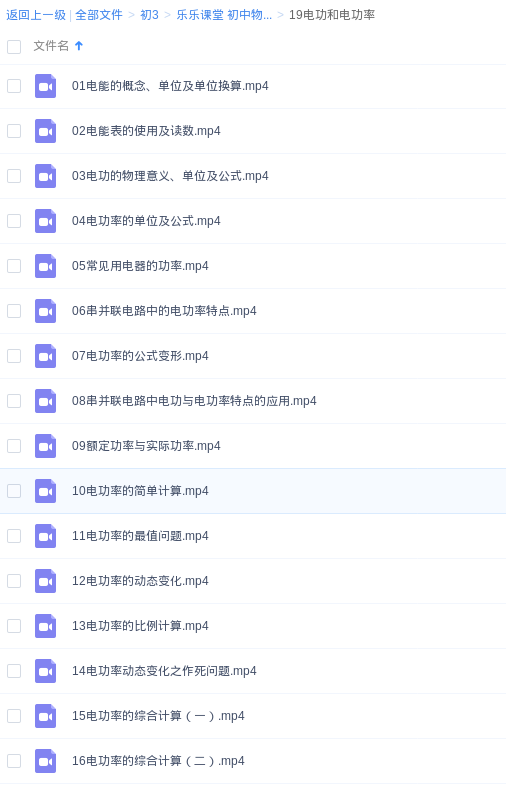 返回上一级 | 全部文件 > 初3 > 乐乐课堂 初中物... > 19电功和电功率
文件名
01电能的概念、单位及单位换算.mp4
02电能表的使用及读数.mp4
03电功的物理意义、单位及公式.mp4
04电功率的单位及公式.mp4
05常见用电器的功率.mp4
06串并联电路中的电功率特点.mp4
07电功率的公式变形.mp4
08串并联电路中电功与电功率特点的应用.mp4
09额定功率与实际功率.mp4
10电功率的简单计算.mp4
11电功率的最值问题.mp4
12电功率的动态变化.mp4
13电功率的比例计算.mp4
14电功率动态变化之作死问题.mp4
15电功率的综合计算（一）.mp4
16电功率的综合计算（二）.mp4